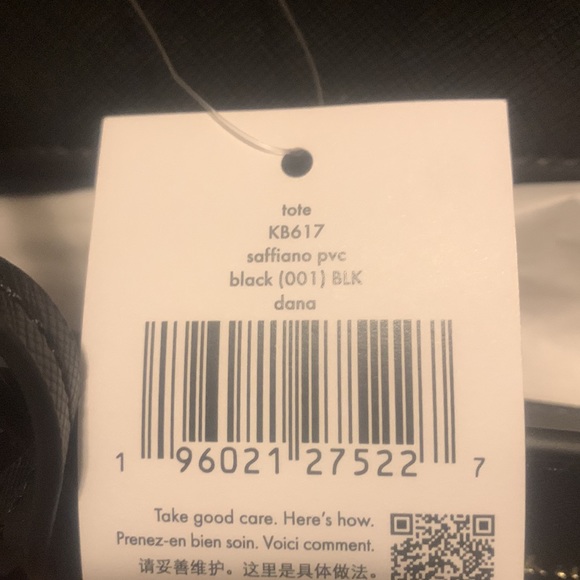 tote
KB617
saffiano pvc
black (001) BLK
dana
1 96021 27522 7
Take good care. Here's how.
Prenez-en bien soin. Voici comment.
请妥善维护。这里是具体做法。